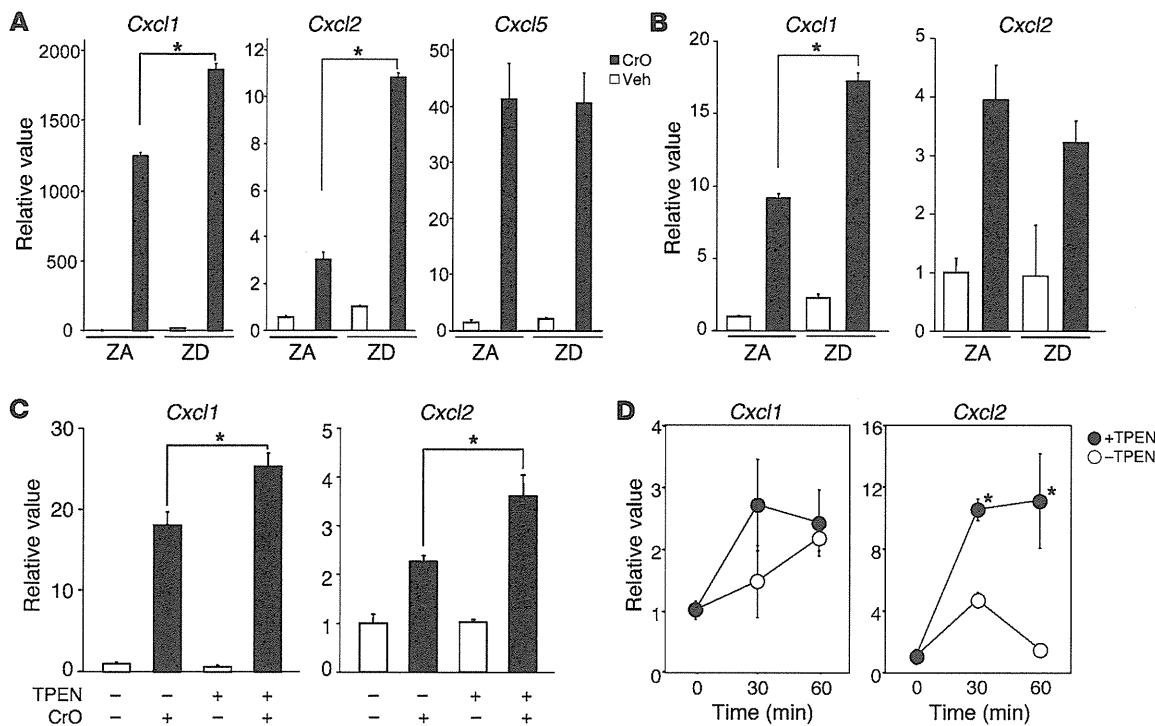 A
Cxcl1
Cxcl2
Cxcl5
Relative value
2000
1500
1000
500
0
*
ZA
ZD
12
10
8
6
4
2
0
*
ZA
ZD
50
40
30
20
10
0
ZA
ZD
CrO
Veh
B
Cxcl1
Cxcl2
Relative value
20
15
10
5
0
*
ZA
ZD
5
4
3
2
1
0
ZA
ZD
C
Cxcl1
Cxcl2
Relative value
30
20
10
0
*
5
4
3
2
1
0
*
TPEN − − + + − − + +
CrO − + − + − + − +
D
Cxcl1
Cxcl2
Relative value
4
3
2
1
0
0 30 60
Time (min)
16
12
8
4
0
* *
0 30 60
Time (min)
+TPEN
−TPEN